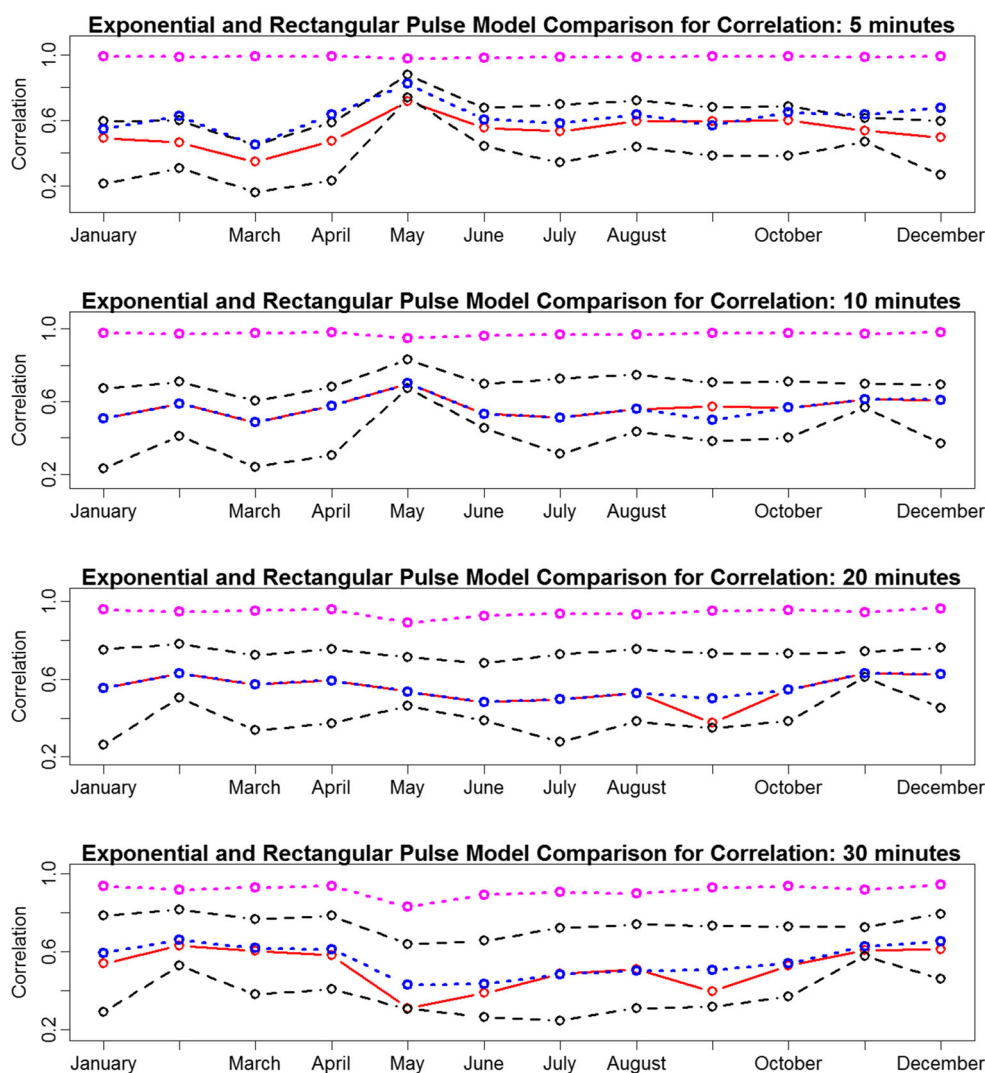 Exponential and Rectangular Pulse Model Comparison for Correlation: 5 minutes
Correlation
1.0
0.6
0.2
January March April May June July August October December
Exponential and Rectangular Pulse Model Comparison for Correlation: 10 minutes
Correlation
1.0
0.6
0.2
January March April May June July August October December
Exponential and Rectangular Pulse Model Comparison for Correlation: 20 minutes
Correlation
1.0
0.6
0.2
January March April May June July August October December
Exponential and Rectangular Pulse Model Comparison for Correlation: 30 minutes
Correlation
1.0
0.6
0.2
January March April May June July August October December